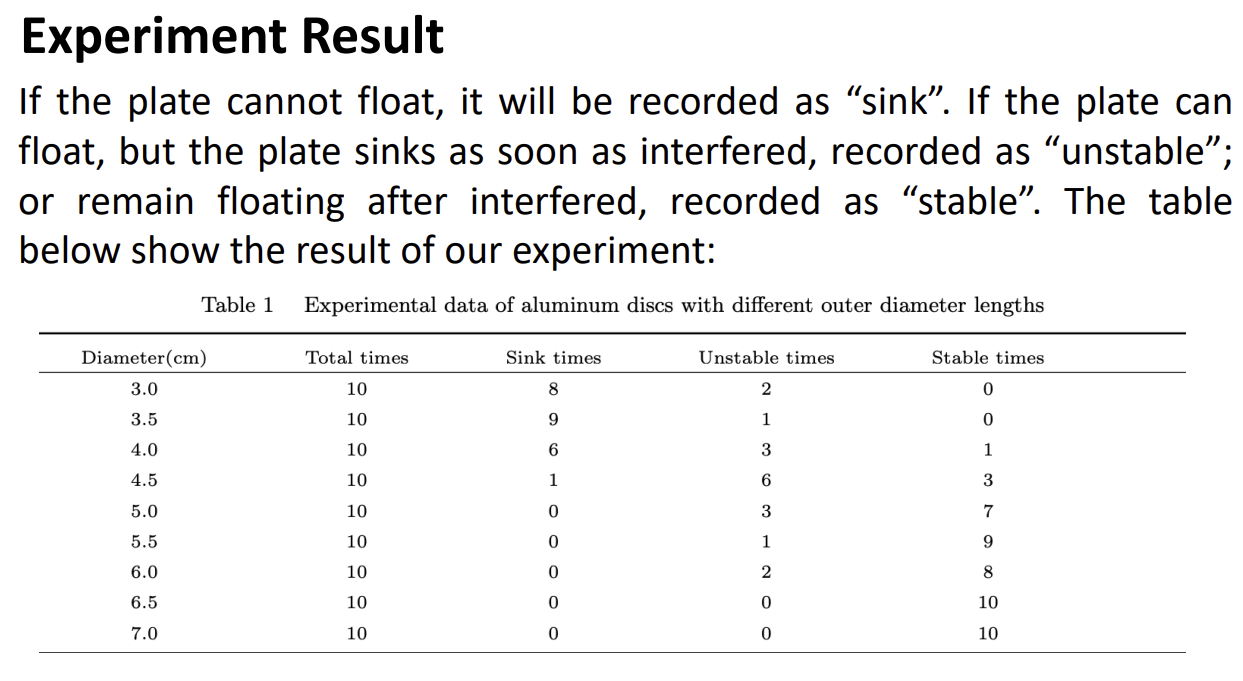 Experiment Result
If the plate cannot float, it will be recorded as “sink”. If the plate can
float, but the plate sinks as soon as interfered, recorded as “unstable”;
or remain floating after interfered, recorded as “stable”. The table
below show the result of our experiment:
Table 1 Experimental data of aluminum discs with different outer diameter lengths
Diameter(cm) Total times Sink times Unstable times Stable times
3.0 10 8 2 0
3.5 10 9 1 0
4.0 10 6 3 1
4.5 10 1 6 3
5.0 10 0 3 7
5.5 10 0 1 9
6.0 10 0 2 8
6.5 10 0 0 10
7.0 10 0 0 10